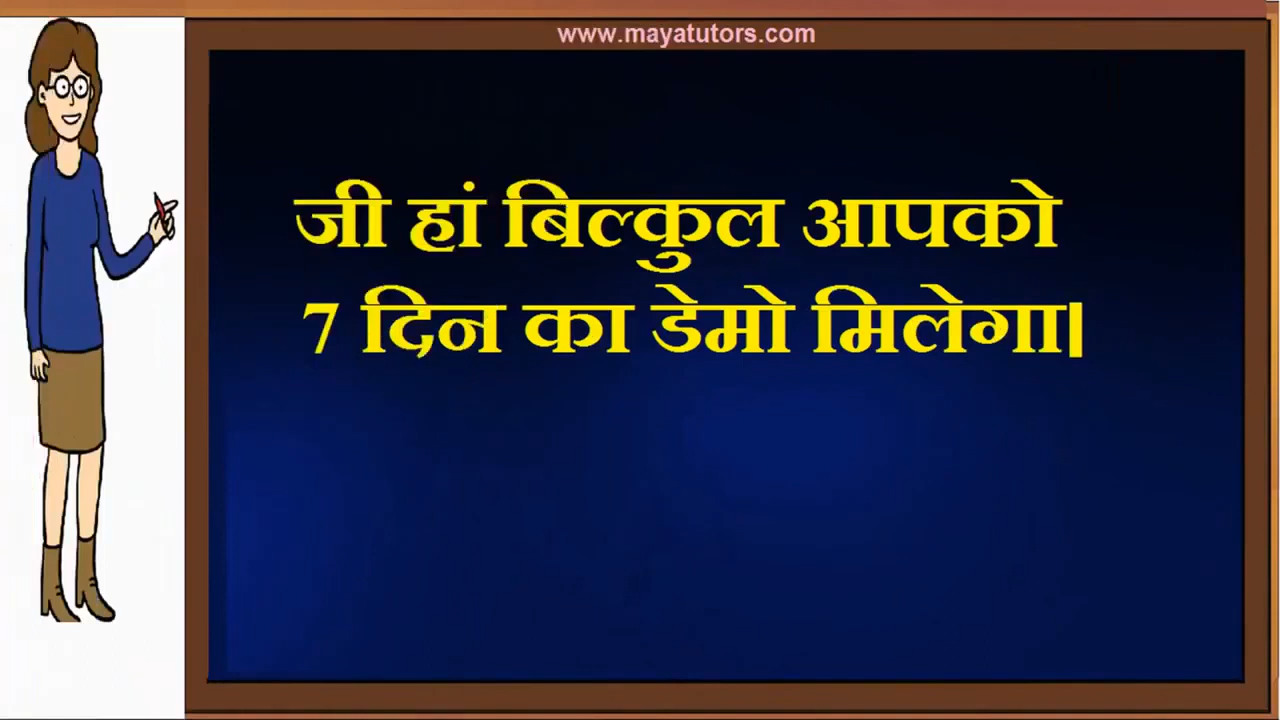 www.mayatutors.com
जी हां बिल्कुल आपको
7 दिन का डेमो मिलेगा।